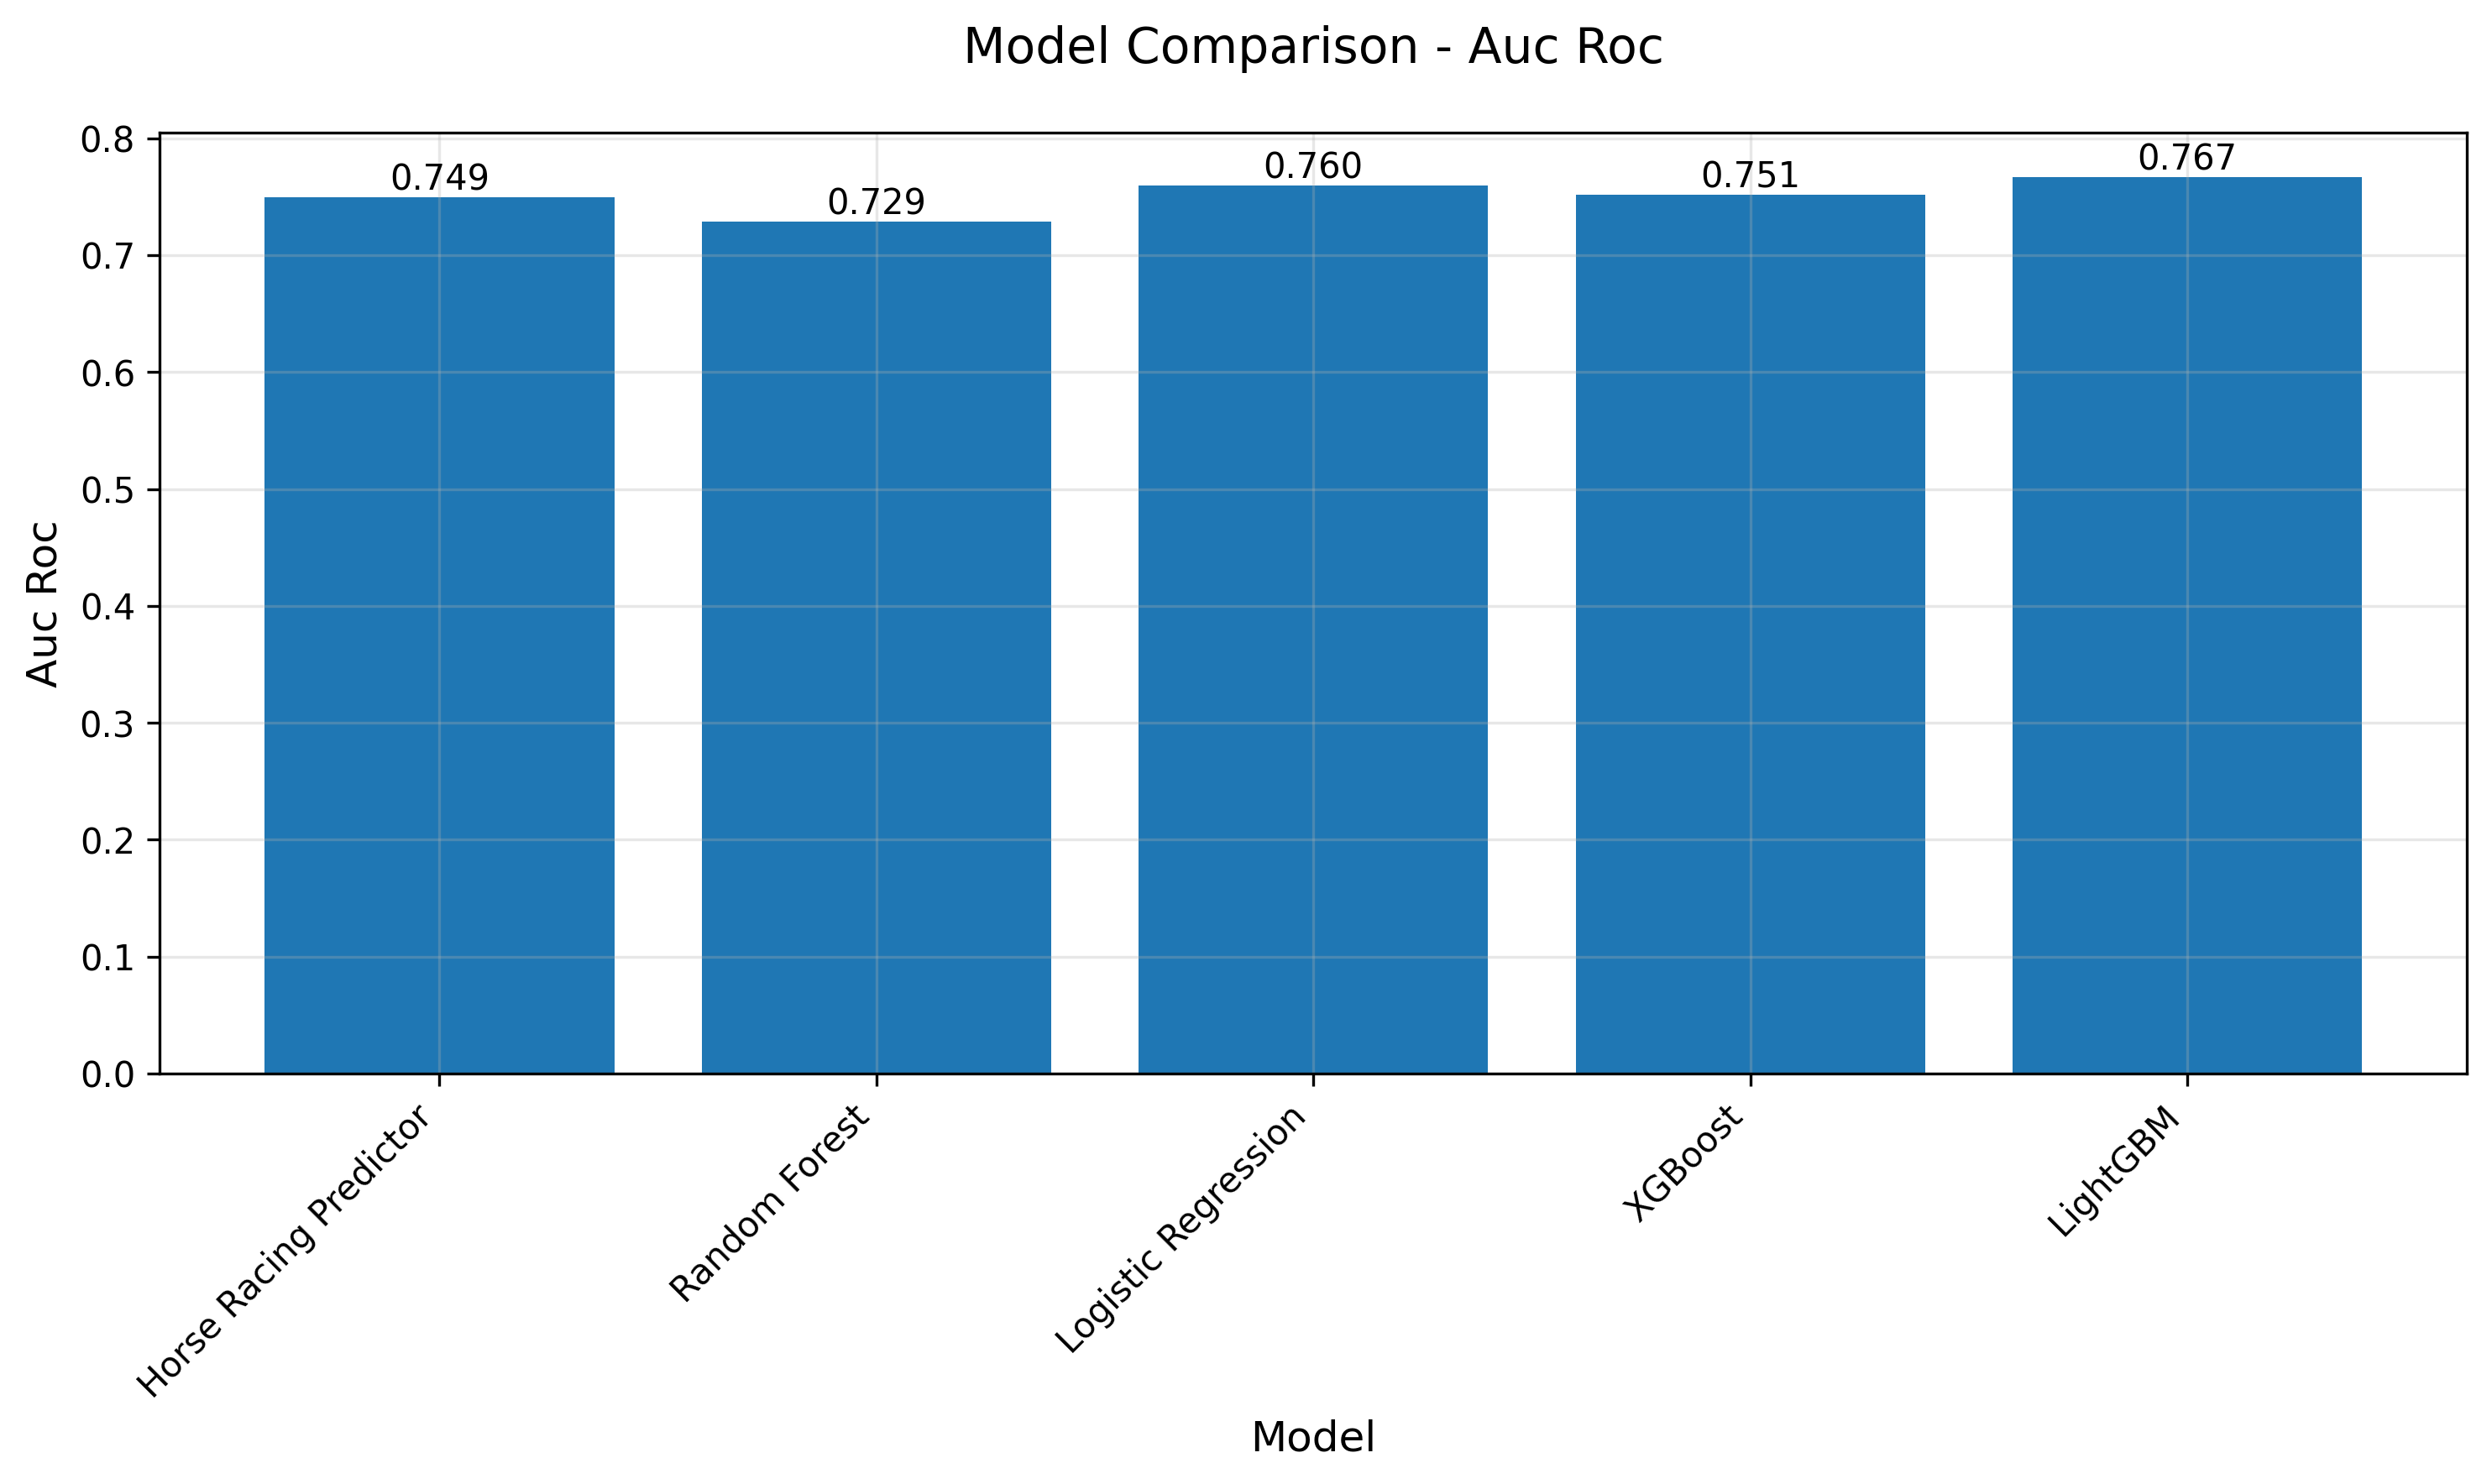 Model Comparison - Auc Roc
Auc Roc
0.8
0.7
0.6
0.5
0.4
0.3
0.2
0.1
0.0
0.749
0.729
0.760
0.751
0.767
Horse Racing Predictor
Random Forest
Logistic Regression
XGBoost
LightGBM
Model